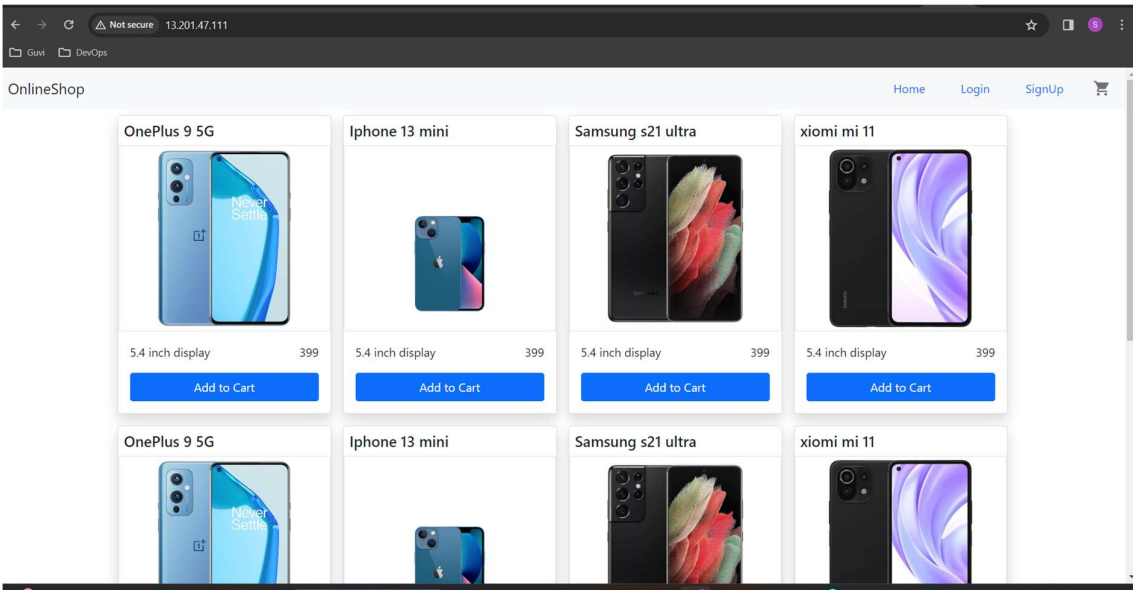 Not secure 13.201.47.111
S
Guvi DevOps
OnlineShop Home Login SignUp
OnePlus 9 5G Iphone 13 mini Samsung s21 ultra xiomi mi 11
Never
Settle
5.4 inch display 399 5.4 inch display 399 5.4 inch display 399 5.4 inch display 399
Add to Cart Add to Cart Add to Cart Add to Cart
OnePlus 9 5G Iphone 13 mini Samsung s21 ultra xiomi mi 11
Never
Settle